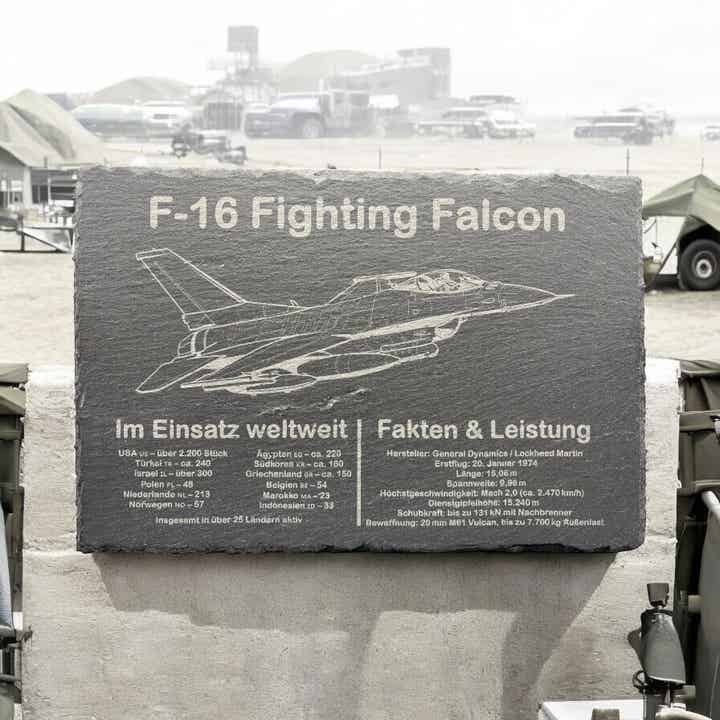 F-16 Fighting Falcon
Im Einsatz weltweit
USA US – über 2.200 Stück
Türkei TR – ca. 240
Israel IL – über 300
Polen PL – 48
Niederlande NL – 213
Norwegen NO – 57
Ägypten EG – ca. 220
Südkorea KR – ca. 160
Griechenland GR – ca. 150
Belgien BE – 54
Marokko MA – 23
Indonesien ID – 33
Insgesamt in über 25 Ländern aktiv
Fakten & Leistung
Hersteller: General Dynamics / Lockheed Martin
Erstflug: 20. Januar 1974
Länge: 15,06 m
Spannweite: 9,96 m
Höchstgeschwindigkeit: Mach 2,0 (ca. 2.470 km/h)
Dienstgipfelhöhe: 15.240 m
Schubkraft: bis zu 131 kN mit Nachbrenner
Bewaffnung: 20 mm M61 Vulcan, bis zu 7.700 kg Außenlast